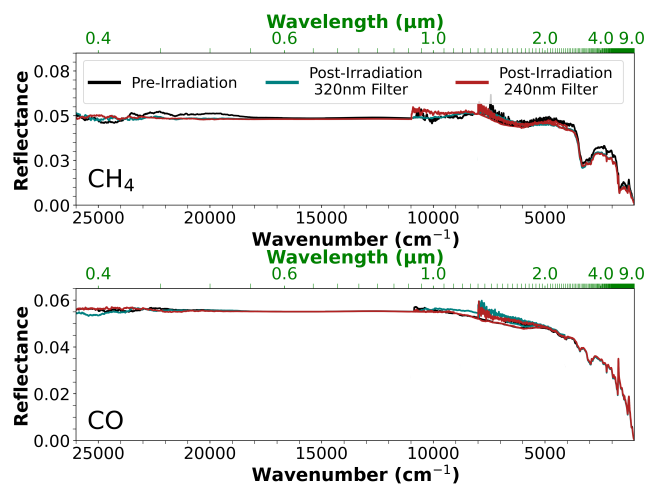 Wavelength (μm)
0.4 0.6 1.0 2.0 4.0 9.0
Reflectance
0.08
0.05
0.03
0.00
Pre-Irradiation
Post-Irradiation
320nm Filter
Post-Irradiation
240nm Filter
CH₄
25000 20000 15000 10000 5000
Wavenumber (cm⁻¹)
Wavelength (μm)
0.4 0.6 1.0 2.0 4.0 9.0
Reflectance
0.06
0.04
0.02
0.00
CO
25000 20000 15000 10000 5000
Wavenumber (cm⁻¹)